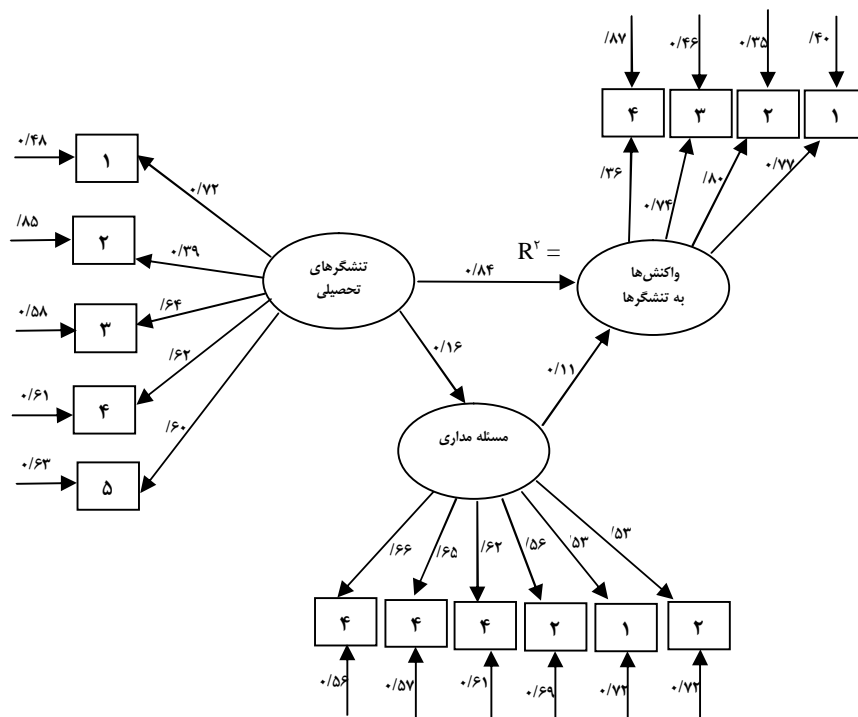 /۸۷ ۰/۴۶ ۰/۳۵ /۴۰
۴ ۳ ۲ ۱
/۳۶ ۰/۷۴ /۸۰ ۰/۷۷
۰/۴۸ ۱ ۰/۷۲
/۸۵ ۲ ۰/۳۹
۰/۵۸ ۳ /۶۴
۰/۶۱ ۴ /۶۲
۰/۶۳ ۵ /۶۰
تنشگرهای
تحصیلی
R۲ =
۰/۸۴
واکنش‌ها
به تنشگرها
۰/۱۶
۰/۱۱
مسئله مداری
/۶۶ /۶۵ /۶۲ /۵۶ /۵۳ /۵۳
۴ ۴ ۴ ۲ ۱ ۲
۰/۵۶ ۰/۵۷ ۰/۶۱ ۰/۶۹ ۰/۷۲ ۰/۷۲